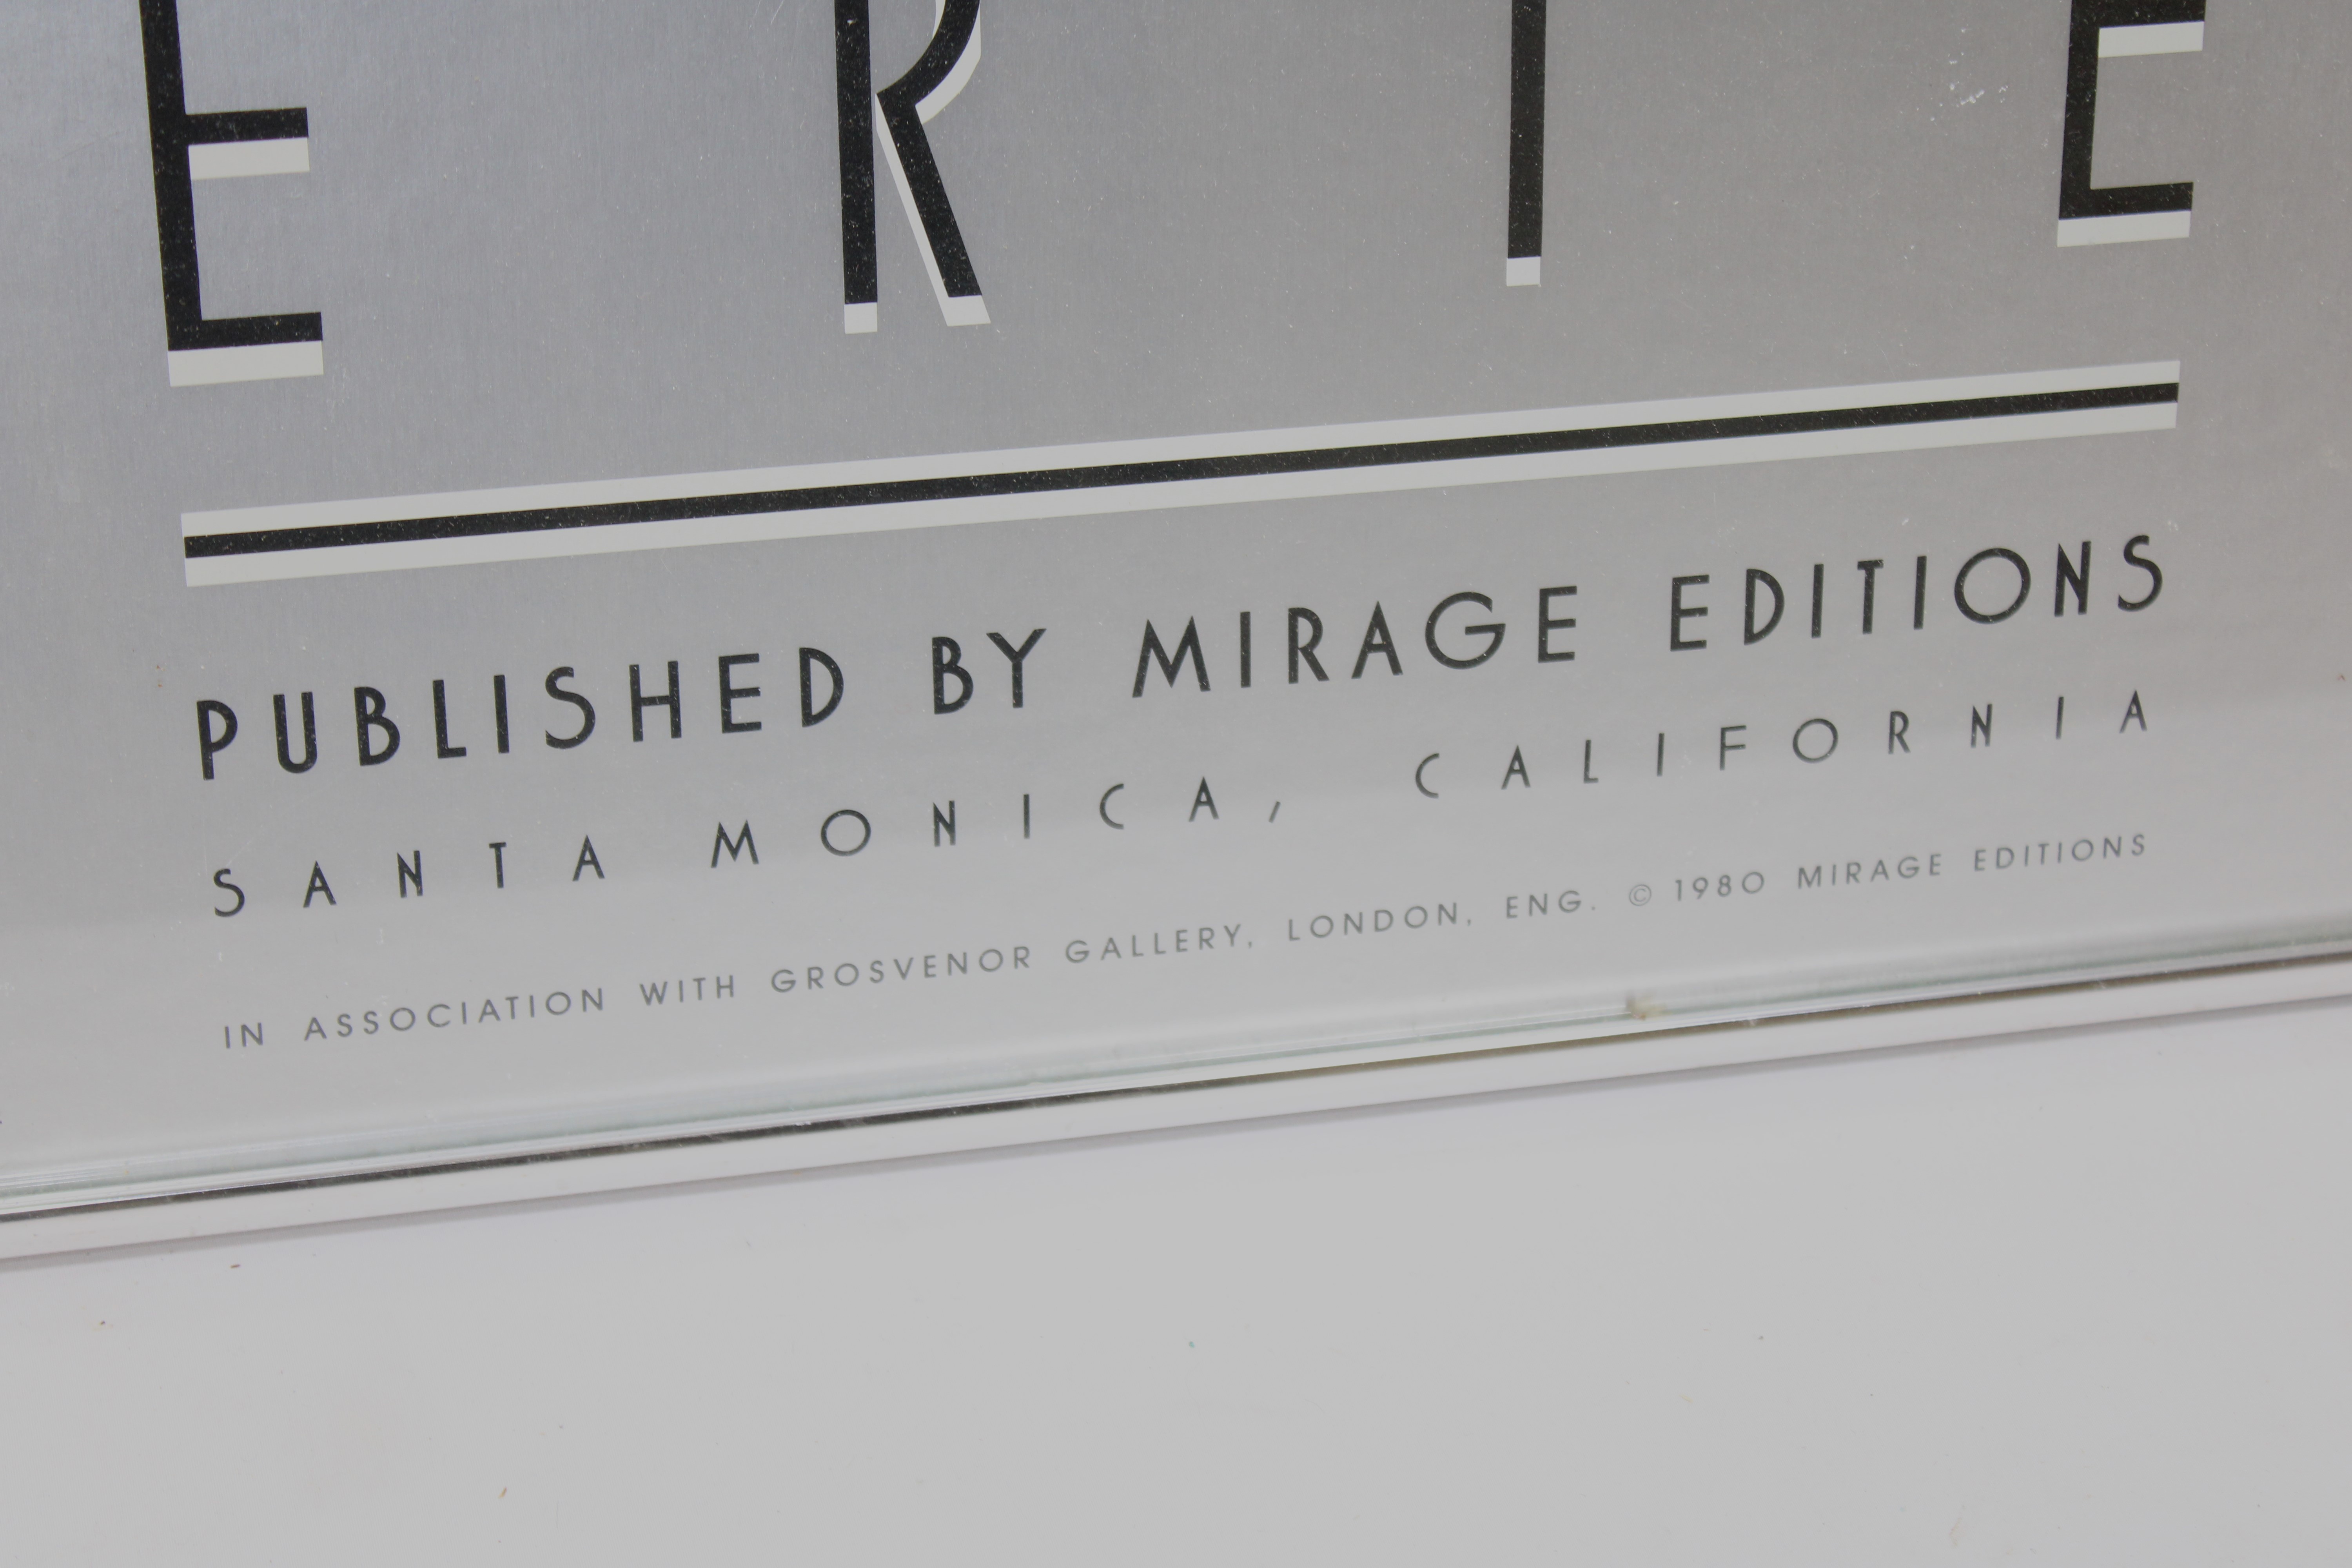 ERTE
PUBLISHED BY MIRAGE EDITIONS
SANTA MONICA, CALIFORNIA
IN ASSOCIATION WITH GROSVENOR GALLERY, LONDON, ENG. © 1980 MIRAGE EDITIONS